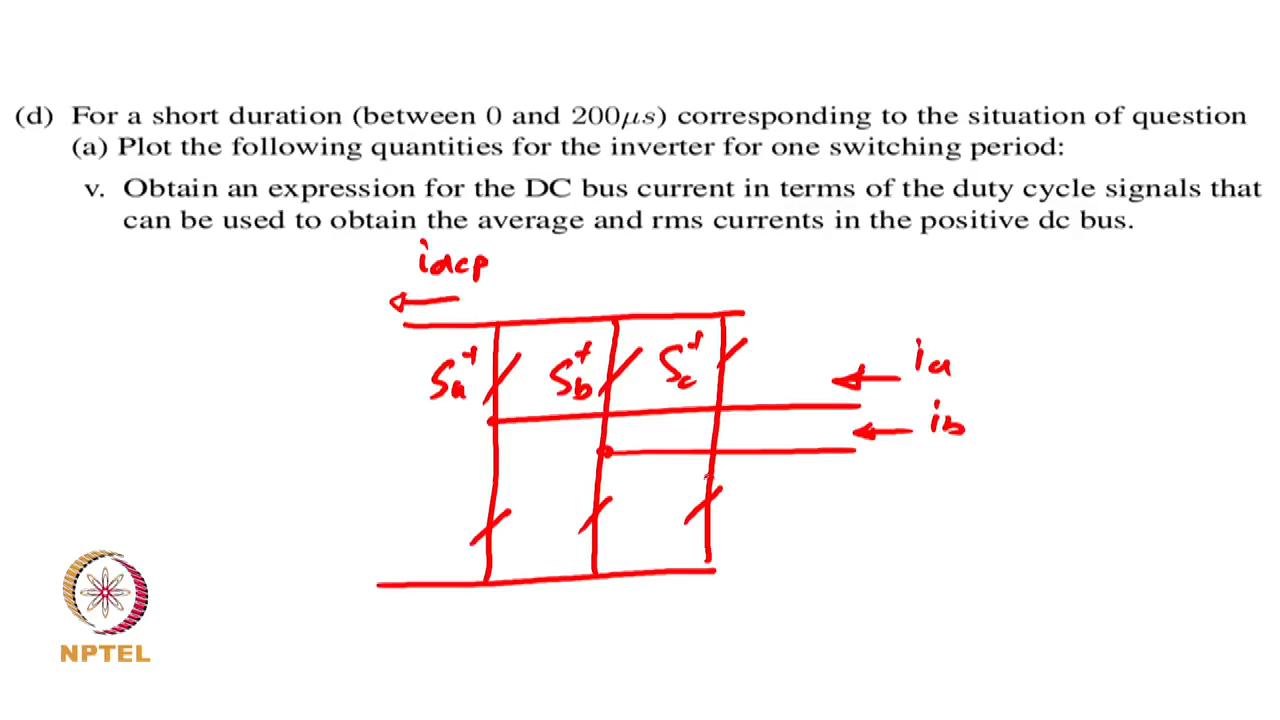 (d) For a short duration (between 0 and 200μs) corresponding to the situation of question
(a) Plot the following quantities for the inverter for one switching period:
v. Obtain an expression for the DC bus current in terms of the duty cycle signals that
can be used to obtain the average and rms currents in the positive dc bus.
idcp
Sa+ Sb+ Sc+
ia
ib
NPTEL